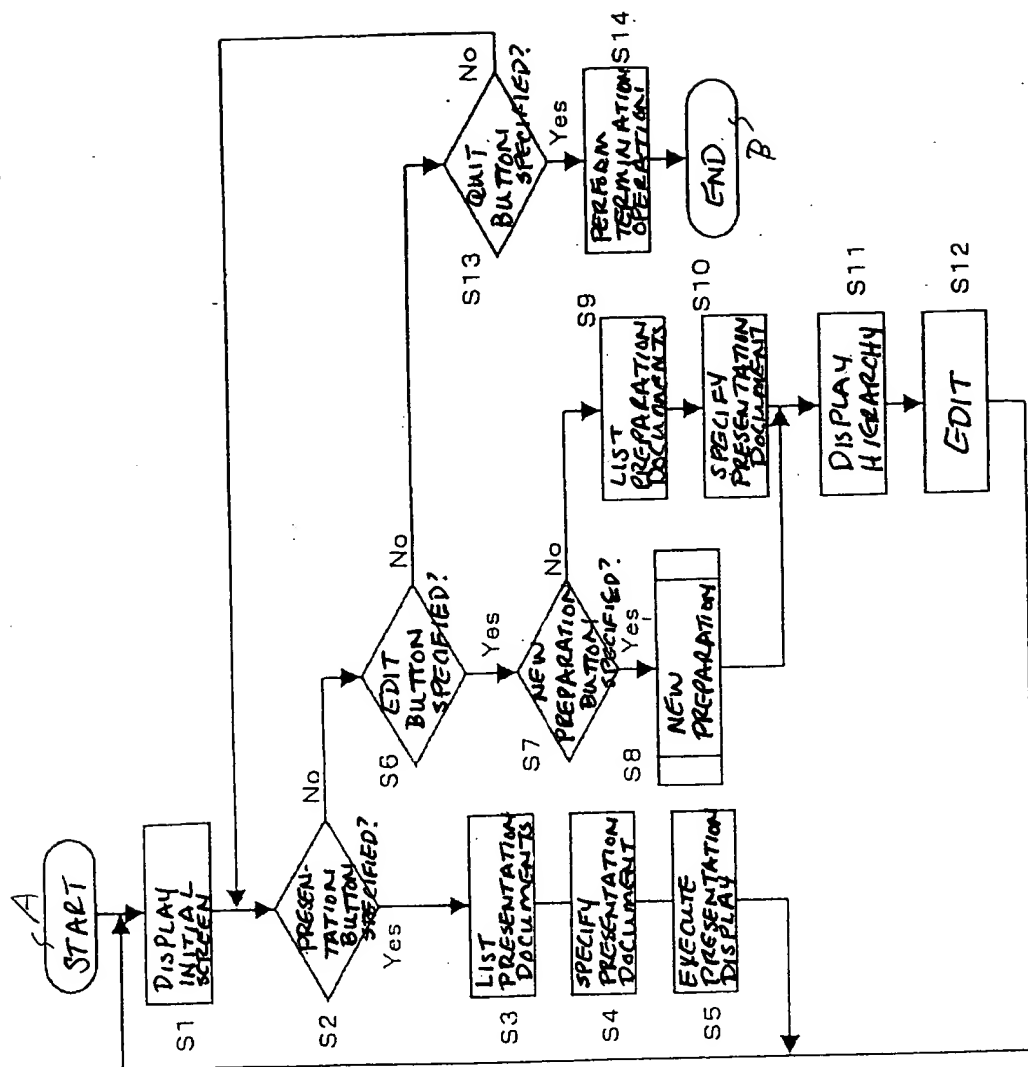 A
START
DISPLAY
INITIAL
SCREEN
S1
PRESEN-
TATION
BUTTON
SPECIFIED?
S2
No
Yes
LIST
PRESENTATION
DOCUMENTS
S3
SPECIFY
PRESENTATION
DOCUMENT
S4
EXECUTE
PRESENTATION
DISPLAY
S5
EDIT
BUTTON
SPECIFIED?
S6
No
Yes
NEW
PREPARATION
BUTTON
SPECIFIED?
S7
No
Yes
NEW
PREPARATION
S8
LIST
PREPARATION
DOCUMENTS
S9
SPECIFY
PRESENTATION
DOCUMENT
S10
DISPLAY
HIERARCHY
S11
EDIT
S12
QUIT
BUTTON
SPECIFIED?
S13
No
Yes
PERFORM
TERMINATION
OPERATION
S14
END
B